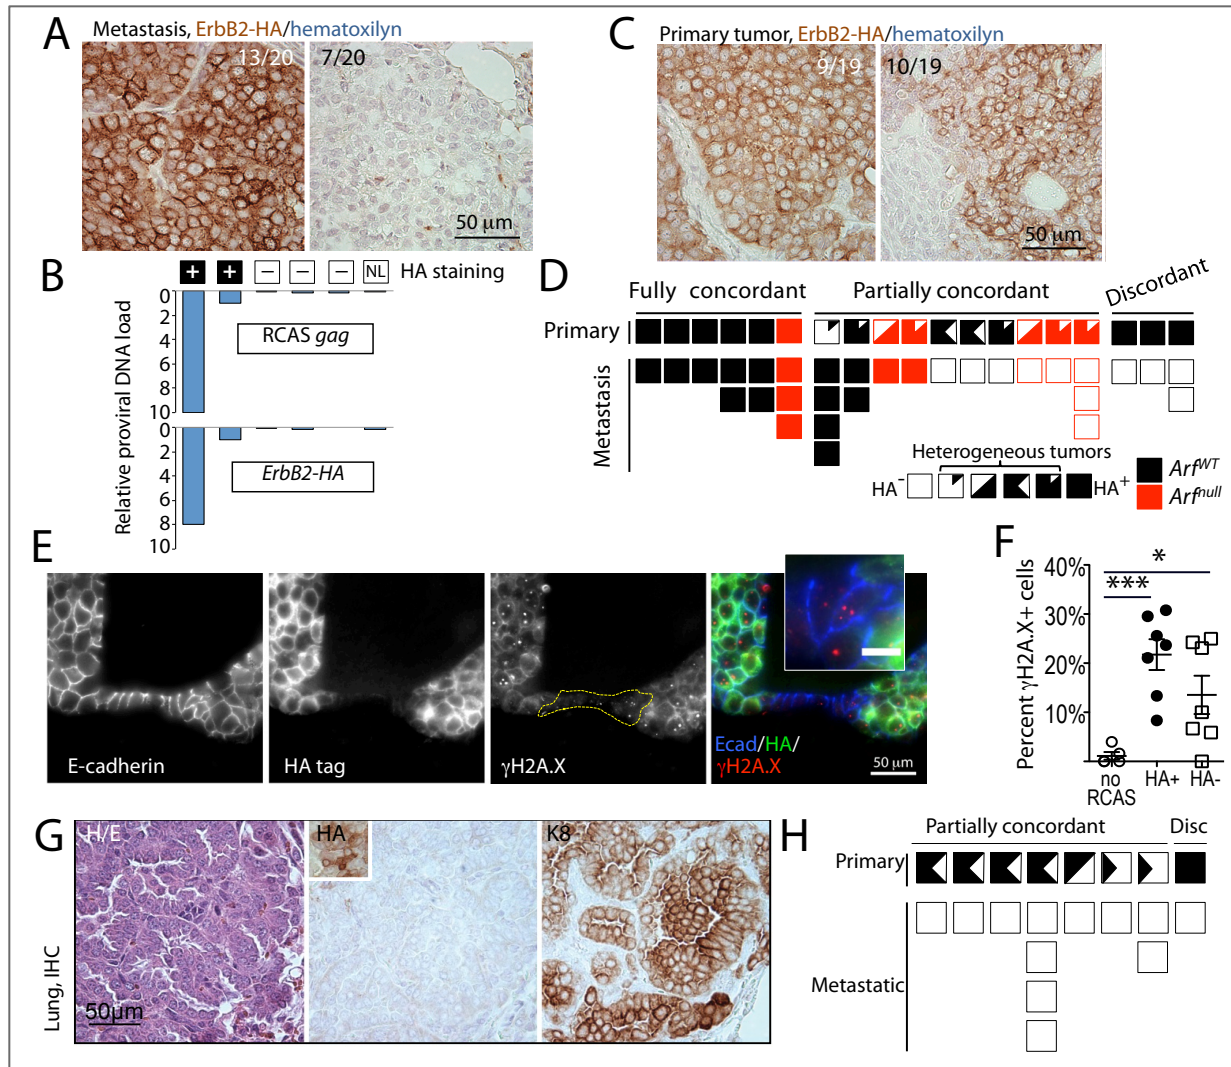 A
Metastasis, ErbB2-HA/hematoxilyn
13/20
7/20
50 µm
B
+ + − − − NL HA staining
0
2
4
6
8
10
RCAS gag
0
2
4
6
8
10
ErbB2-HA
Relative proviral DNA load
C
Primary tumor, ErbB2-HA/hematoxilyn
9/19
10/19
50 µm
D
Fully concordant
Partially concordant
Discordant
Primary
Metastasis
Heterogeneous tumors
HA− HA+
ArfWT
Arfnull
E
E-cadherin
HA tag
γH2A.X
Ecad/HA/
γH2A.X
50 µm
F
Percent γH2A.X+ cells
40%
30%
20%
10%
*
***
no
RCAS
HA+
HA-
G
Lung, IHC
H/E
50µm
HA
K8
H
Partially concordant
Disc
Primary
Metastatic